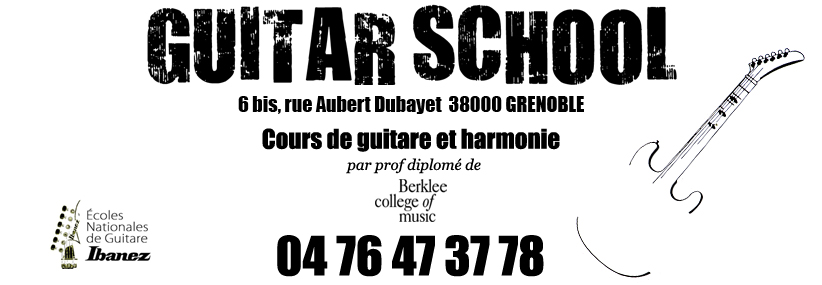 GUITAR SCHOOL
6 bis, rue Aubert Dubayet 38000 GRENOBLE
Cours de guitare et harmonie
par prof diplomé de
Berklee
college of
music
Écoles
Nationales
de Guitare
Ibanez
04 76 47 37 78